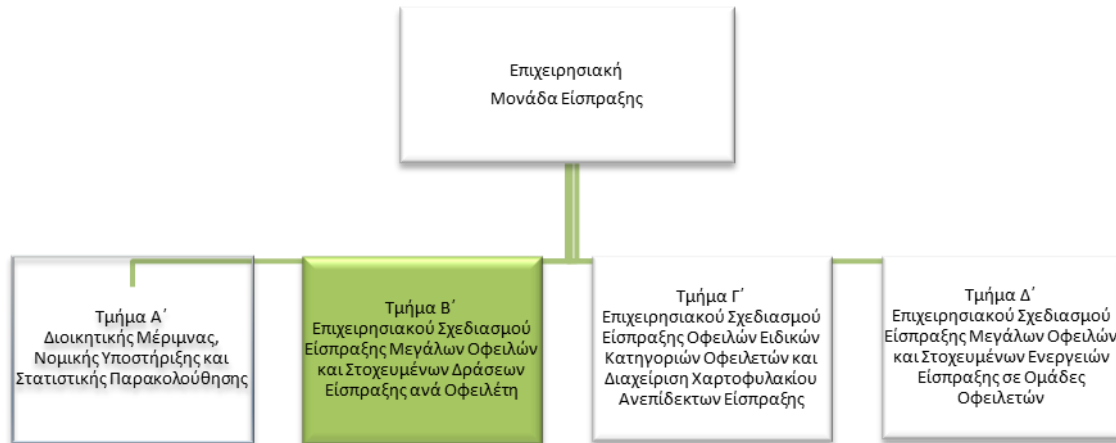 Επιχειρησιακή
Μονάδα Είσπραξης
Τμήμα Α΄
Διοικητικής Μέριμνας,
Νομικής Υποστήριξης και
Στατιστικής Παρακολούθησης
Τμήμα Β΄
Επιχειρησιακού Σχεδιασμού
Είσπραξης Μεγάλων Οφειλών
και Στοχευμένων Δράσεων
Είσπραξης ανά Οφειλέτη
Τμήμα Γ΄
Επιχειρησιακού Σχεδιασμού
Είσπραξης Οφειλών Ειδικών
Κατηγοριών Οφειλετών και
Διαχείριση Χαρτοφυλακίου
Ανεπίδεκτων Είσπραξης
Τμήμα Δ΄
Επιχειρησιακού Σχεδιασμού
Είσπραξης Μεγάλων Οφειλών
και Στοχευμένων Ενεργειών
Είσπραξης σε Ομάδες
Οφειλετών